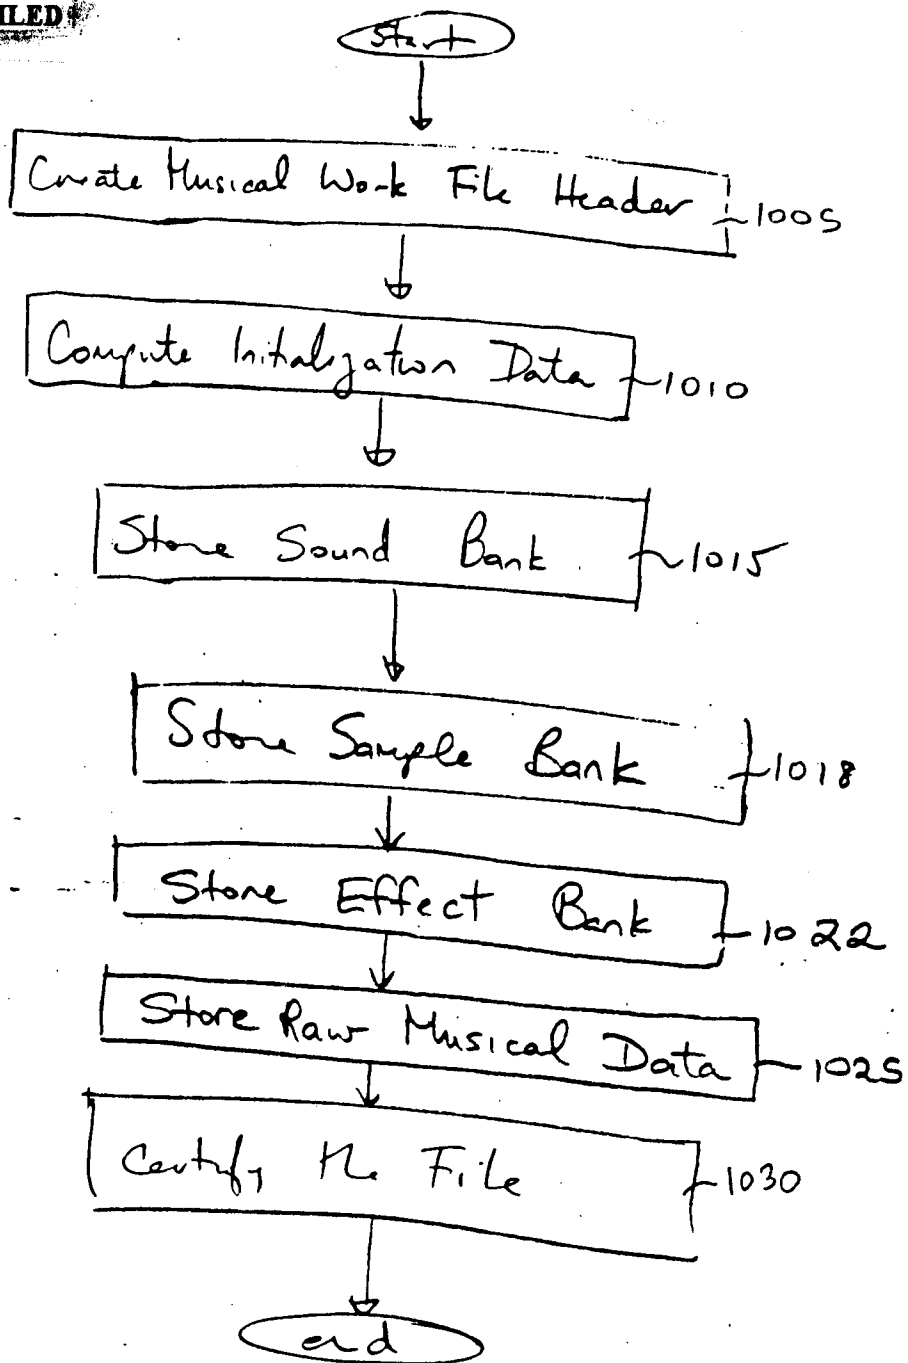 Start
Create Musical Work File Header
1005
Compute Initialization Data
1010
Store Sound Bank
1015
Store Sample Bank
1018
Store Effect Bank
1022
Store Raw Musical Data
1025
Certify the File
1030
end